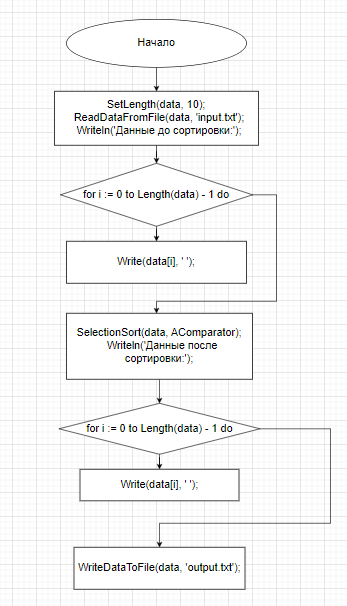 Начало
SetLength(data, 10);
ReadDataFromFile(data, 'input.txt');
Writeln('Данные до сортировки:');
for i := 0 to Length(data) - 1 do
Write(data[i], ' ');
SelectionSort(data, AComparator);
Writeln('Данные после
сортировки:');
for i := 0 to Length(data) - 1 do
Write(data[i], ' ');
WriteDataToFile(data, 'output.txt');